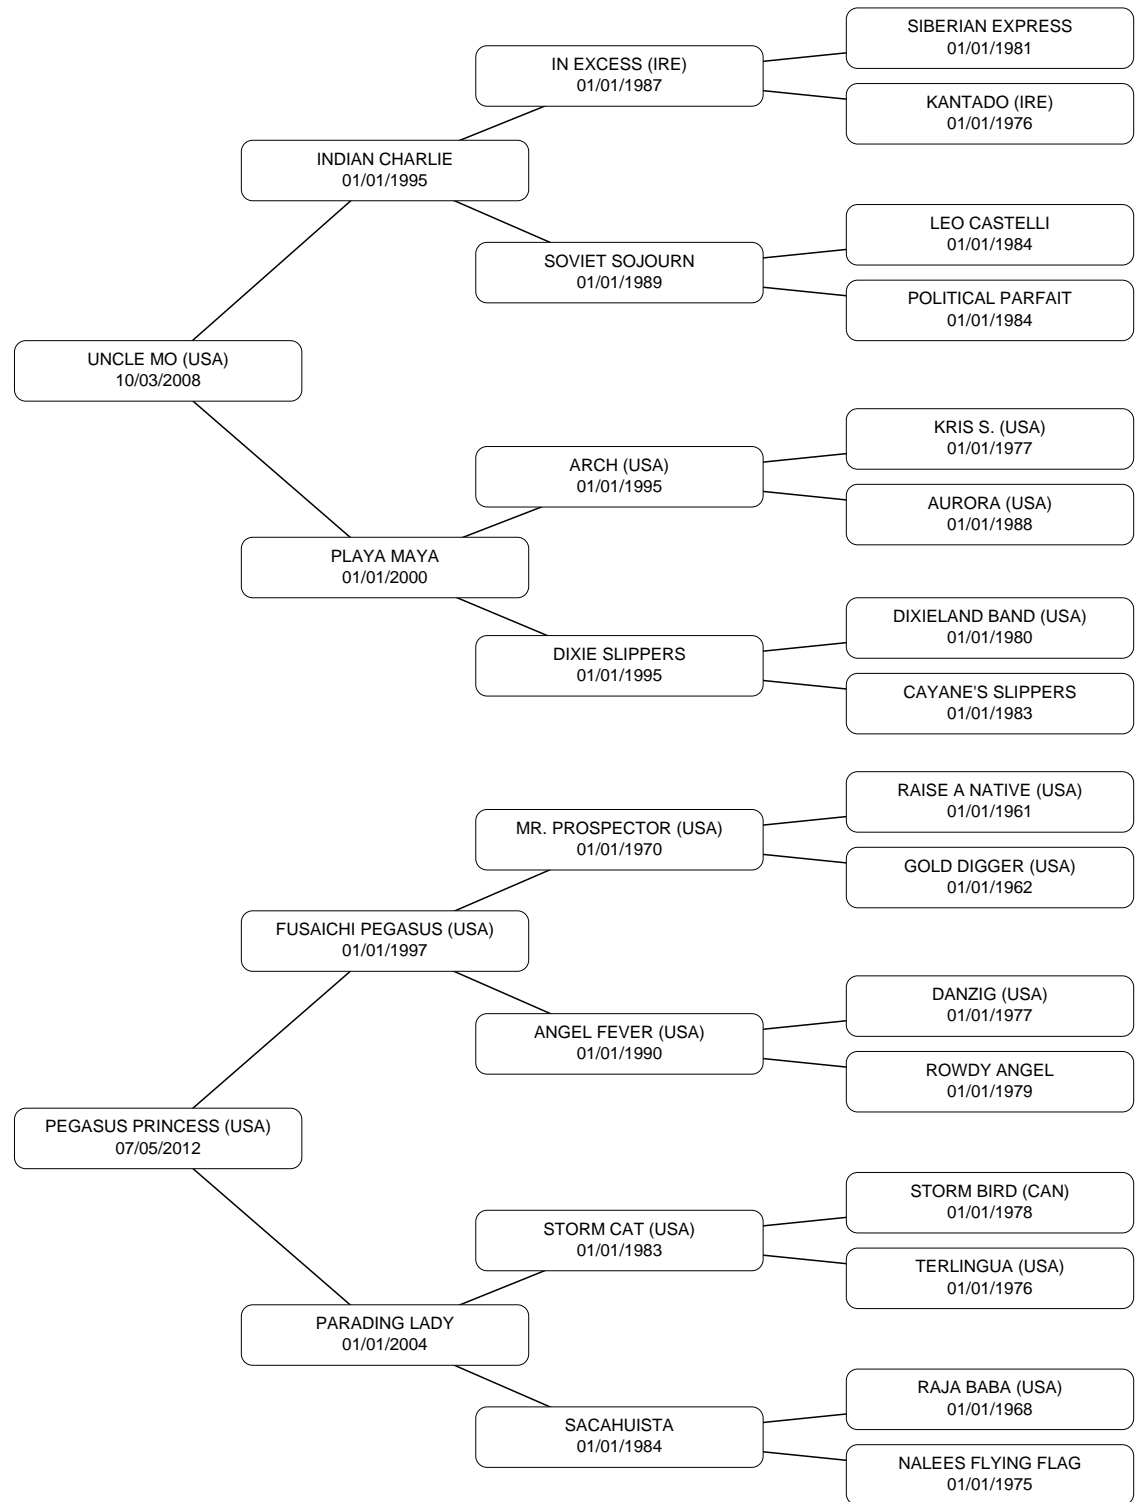 SIBERIAN EXPRESS
01/01/1981
IN EXCESS (IRE)
01/01/1987
KANTADO (IRE)
01/01/1976
INDIAN CHARLIE
01/01/1995
LEO CASTELLI
01/01/1984
SOVIET SOJOURN
01/01/1989
POLITICAL PARFAIT
01/01/1984
UNCLE MO (USA)
10/03/2008
KRIS S. (USA)
01/01/1977
ARCH (USA)
01/01/1995
AURORA (USA)
01/01/1988
PLAYA MAYA
01/01/2000
DIXIELAND BAND (USA)
01/01/1980
DIXIE SLIPPERS
01/01/1995
CAYANE'S SLIPPERS
01/01/1983
RAISE A NATIVE (USA)
01/01/1961
MR. PROSPECTOR (USA)
01/01/1970
GOLD DIGGER (USA)
01/01/1962
FUSAICHI PEGASUS (USA)
01/01/1997
DANZIG (USA)
01/01/1977
ANGEL FEVER (USA)
01/01/1990
ROWDY ANGEL
01/01/1979
PEGASUS PRINCESS (USA)
07/05/2012
STORM BIRD (CAN)
01/01/1978
STORM CAT (USA)
01/01/1983
TERLINGUA (USA)
01/01/1976
PARADING LADY
01/01/2004
RAJA BABA (USA)
01/01/1968
SACAHUISTA
01/01/1984
NALEES FLYING FLAG
01/01/1975